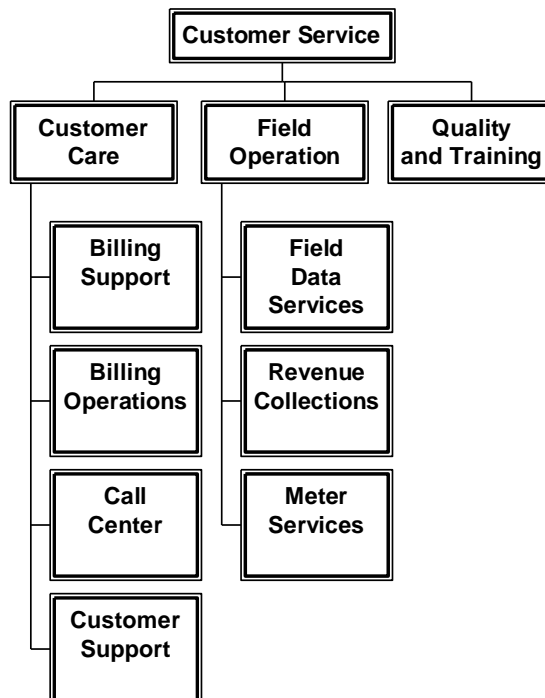 Customer Service
Customer
Care
Field
Operation
Quality
and Training
Billing
Support
Field
Data
Services
Billing
Operations
Revenue
Collections
Call
Center
Meter
Services
Customer
Support